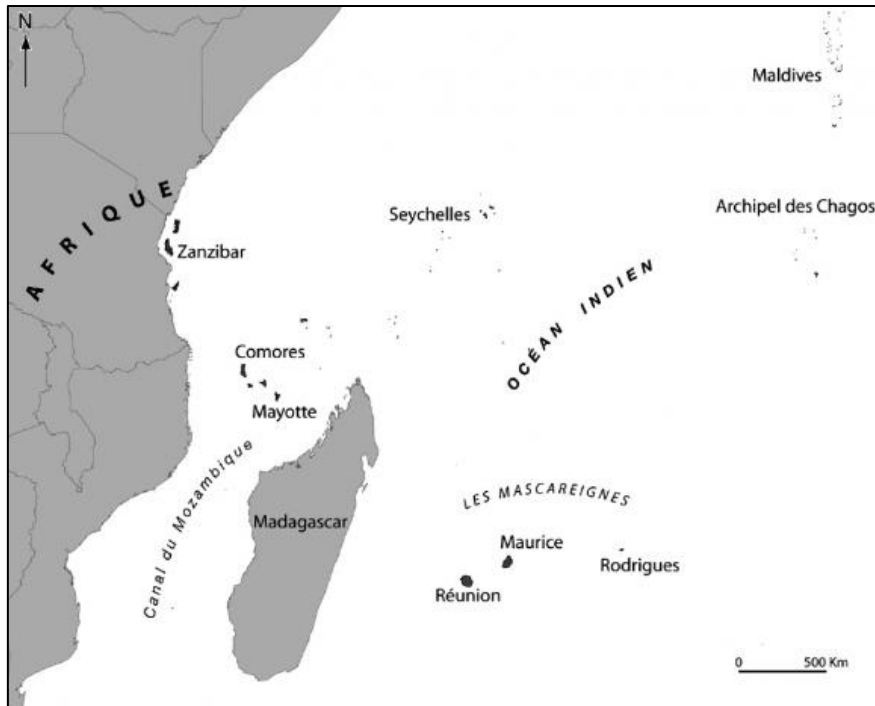 N
Maldives
AFRIQUE
Seychelles
Archipel des Chagos
Zanzibar
OCÉAN INDIEN
Comores
Mayotte
Canal du Mozambique
LES MASCAREIGNES
Madagascar
Maurice
Rodrigues
Réunion
0 500 Km